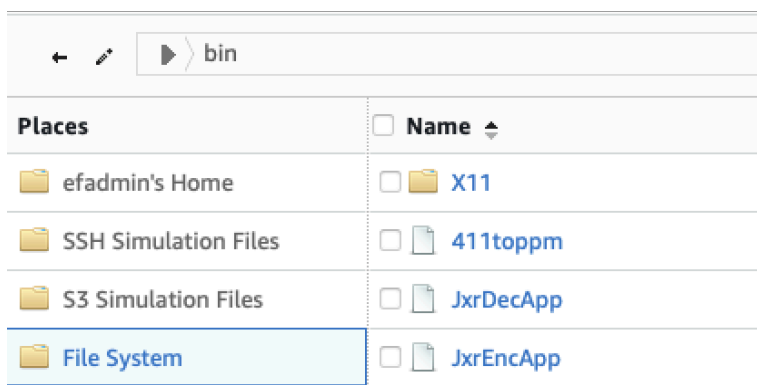 bin
Places
Name
efadmin's Home
X11
SSH Simulation Files
411toppm
S3 Simulation Files
JxrDecApp
File System
JxrEncApp